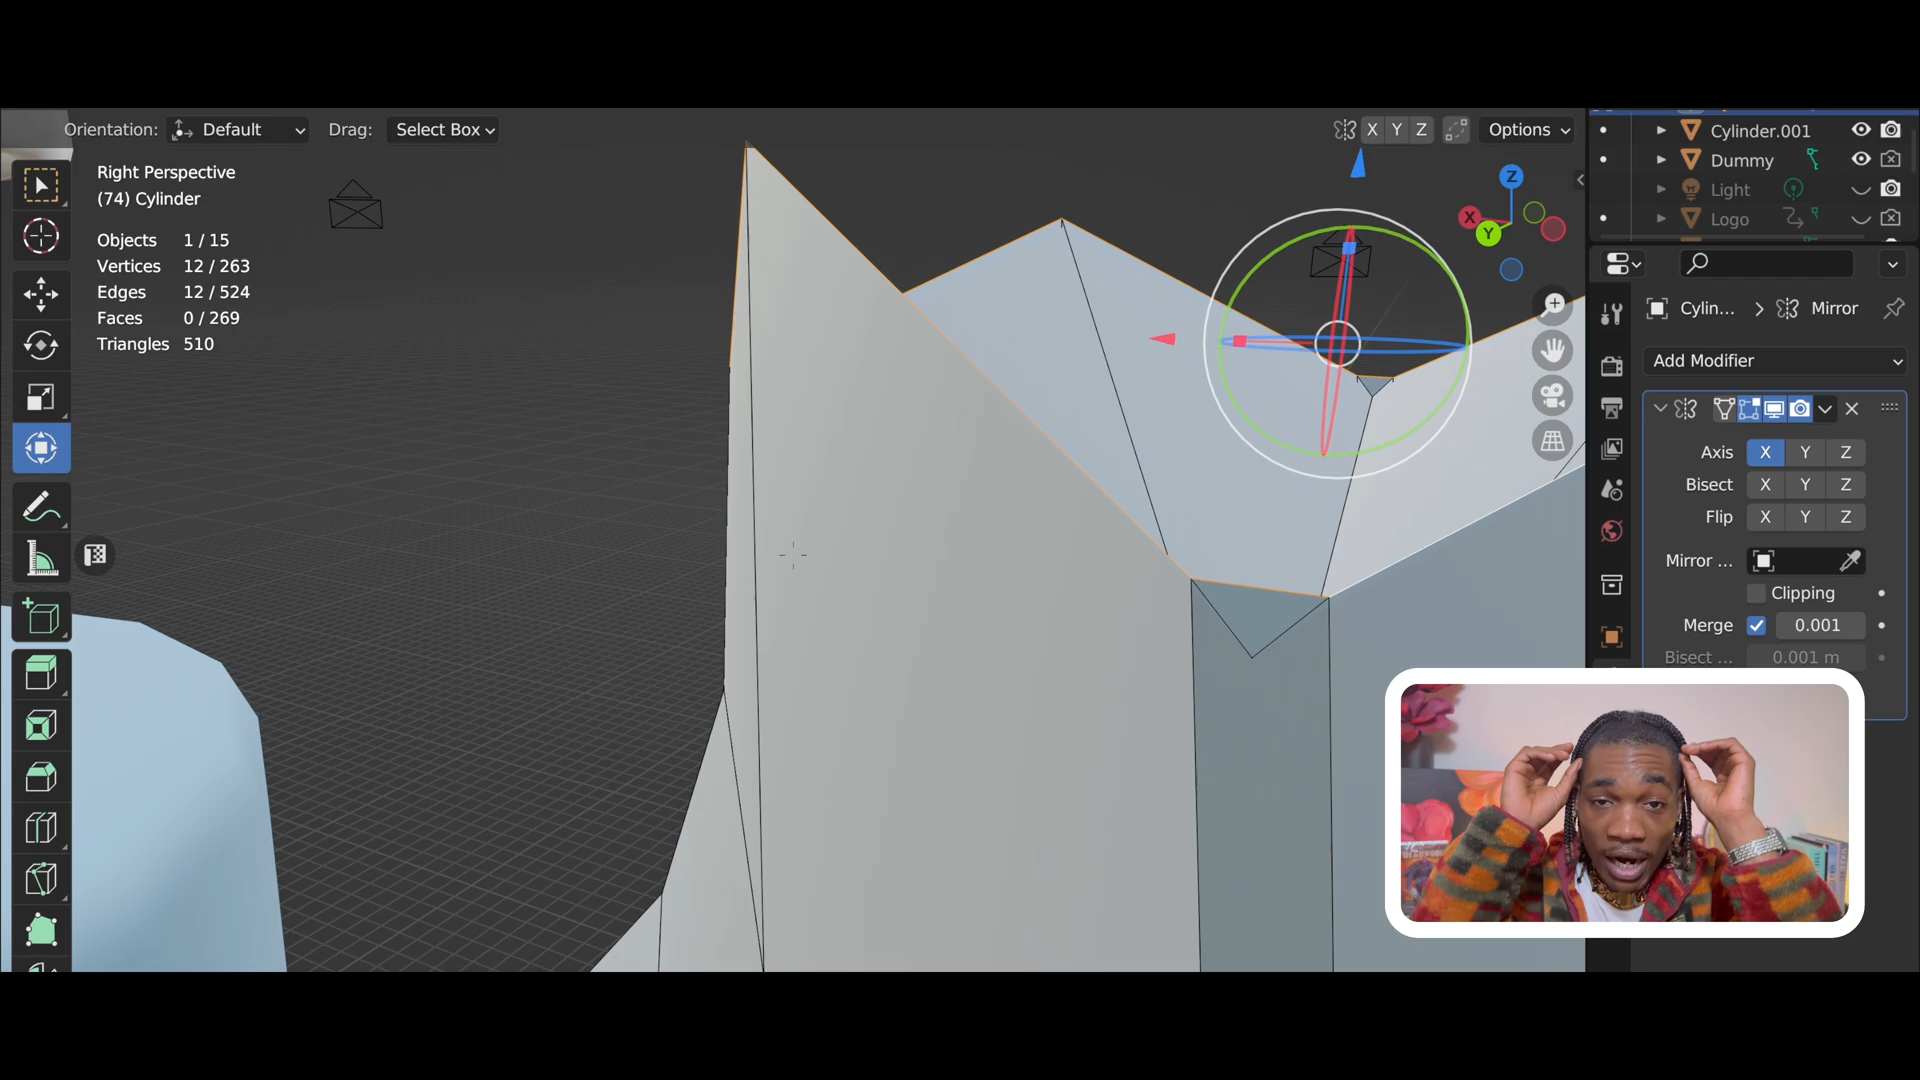 Orientation: Default Drag: Select Box
X Y Z Options
Right Perspective
(74) Cylinder
Objects 1 / 15
Vertices 12 / 263
Edges 12 / 524
Faces 0 / 269
Triangles 510
Z
X
Y
Cylinder.001
Dummy
Light
Logo
Cylin... Mirror
Add Modifier
Axis X Y Z
Bisect X Y Z
Flip X Y Z
Mirror ...
Clipping
Merge 0.001
Bisect ... 0.001 m